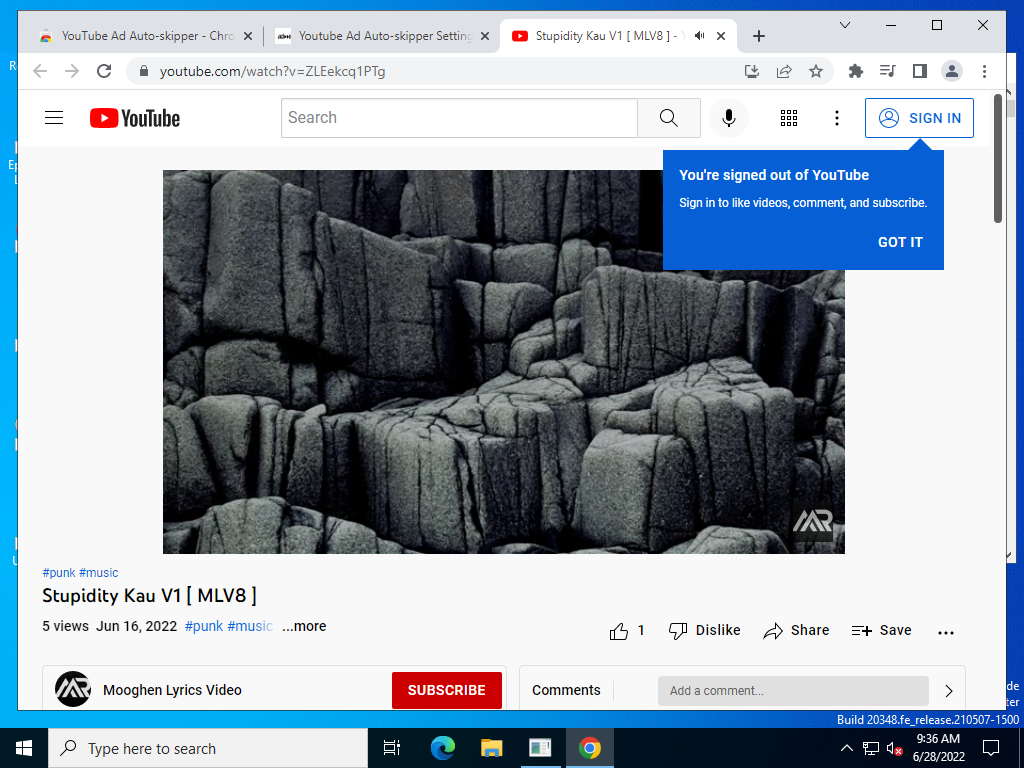 YouTube Ad Auto-skipper - Chro
Youtube Ad Auto-skipper Setting
Stupidity Kau V1 [ MLV8 ] - Y
youtube.com/watch?v=ZLEekcq1PTg
YouTube
Search
SIGN IN
You're signed out of YouTube
Sign in to like videos, comment, and subscribe.
GOT IT
#punk #music
Stupidity Kau V1 [ MLV8 ]
5 views Jun 16, 2022 #punk #music ...more
1 Dislike Share Save
Mooghen Lyrics Video
SUBSCRIBE
Comments
Add a comment...
Build 20348.fe_release.210507-1500
Type here to search
9:36 AM
6/28/2022